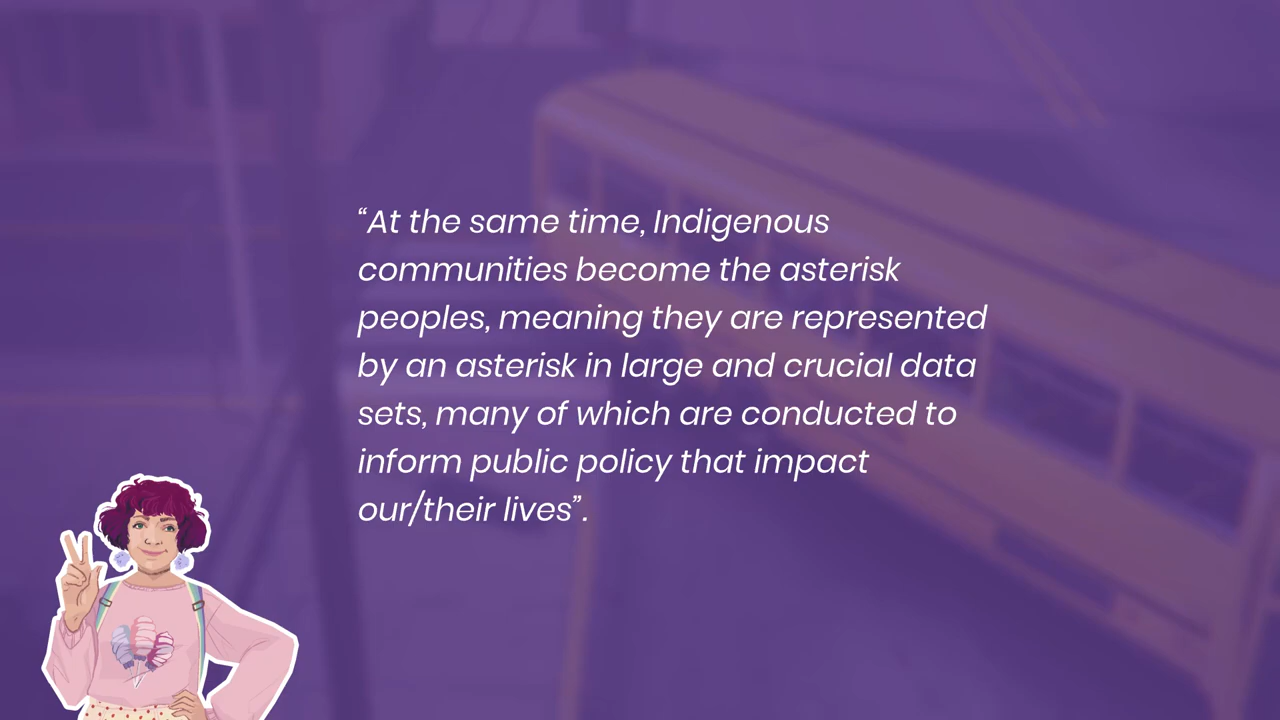 “At the same time, Indigenous
communities become the asterisk
peoples, meaning they are represented
by an asterisk in large and crucial data
sets, many of which are conducted to
inform public policy that impact
our/their lives”.